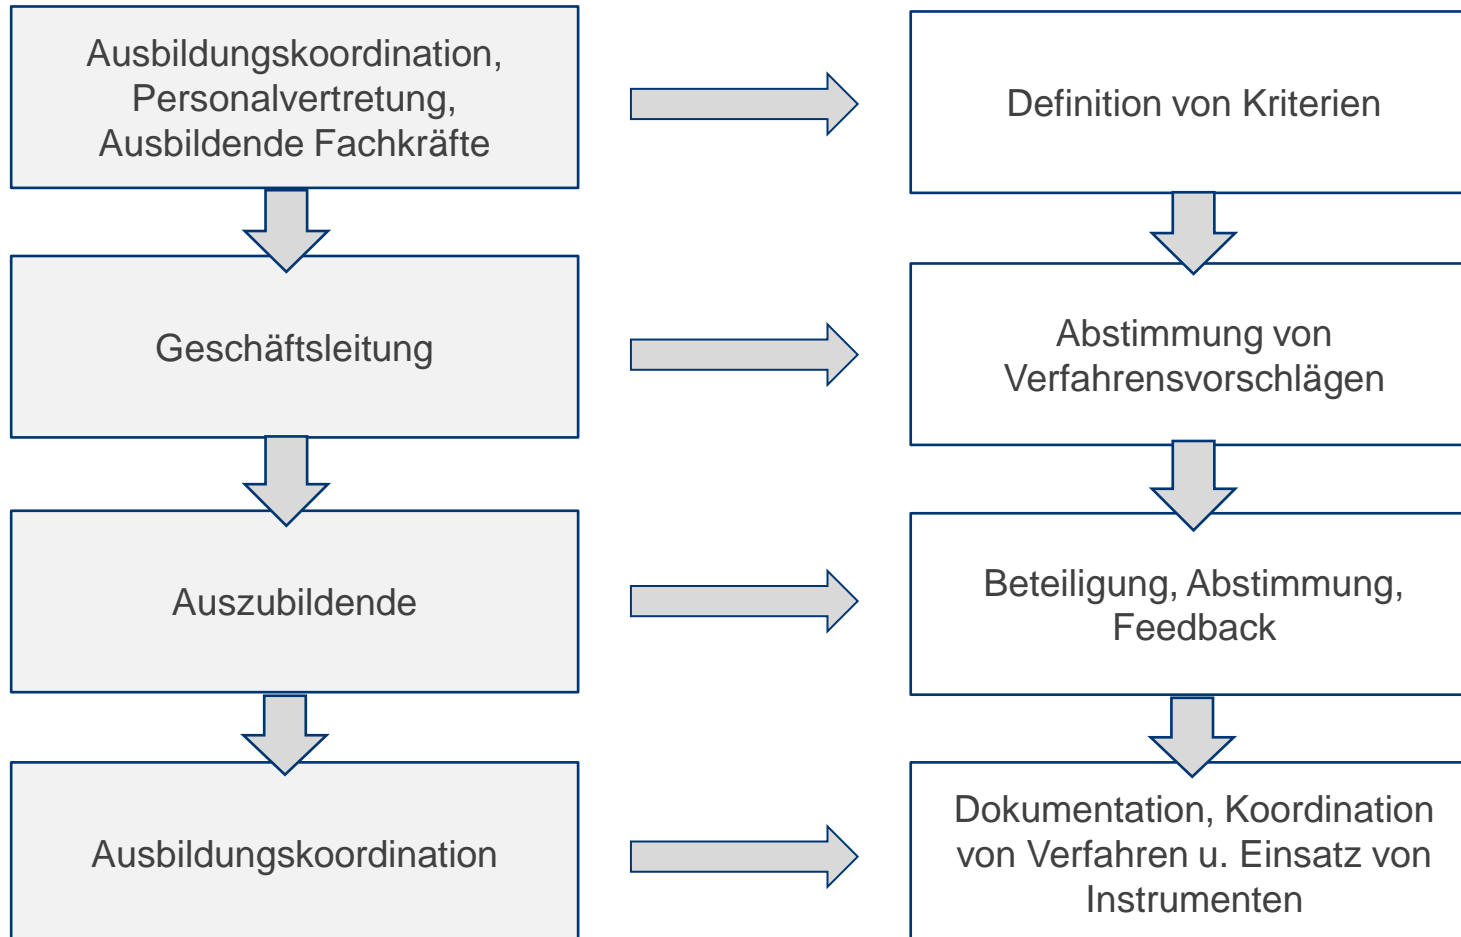 Ausbildungskoordination,
Personalvertretung,
Ausbildende Fachkräfte
Definition von Kriterien
Geschäftsleitung
Abstimmung von
Verfahrensvorschlägen
Auszubildende
Beteiligung, Abstimmung,
Feedback
Ausbildungskoordination
Dokumentation, Koordination
von Verfahren u. Einsatz von
Instrumenten